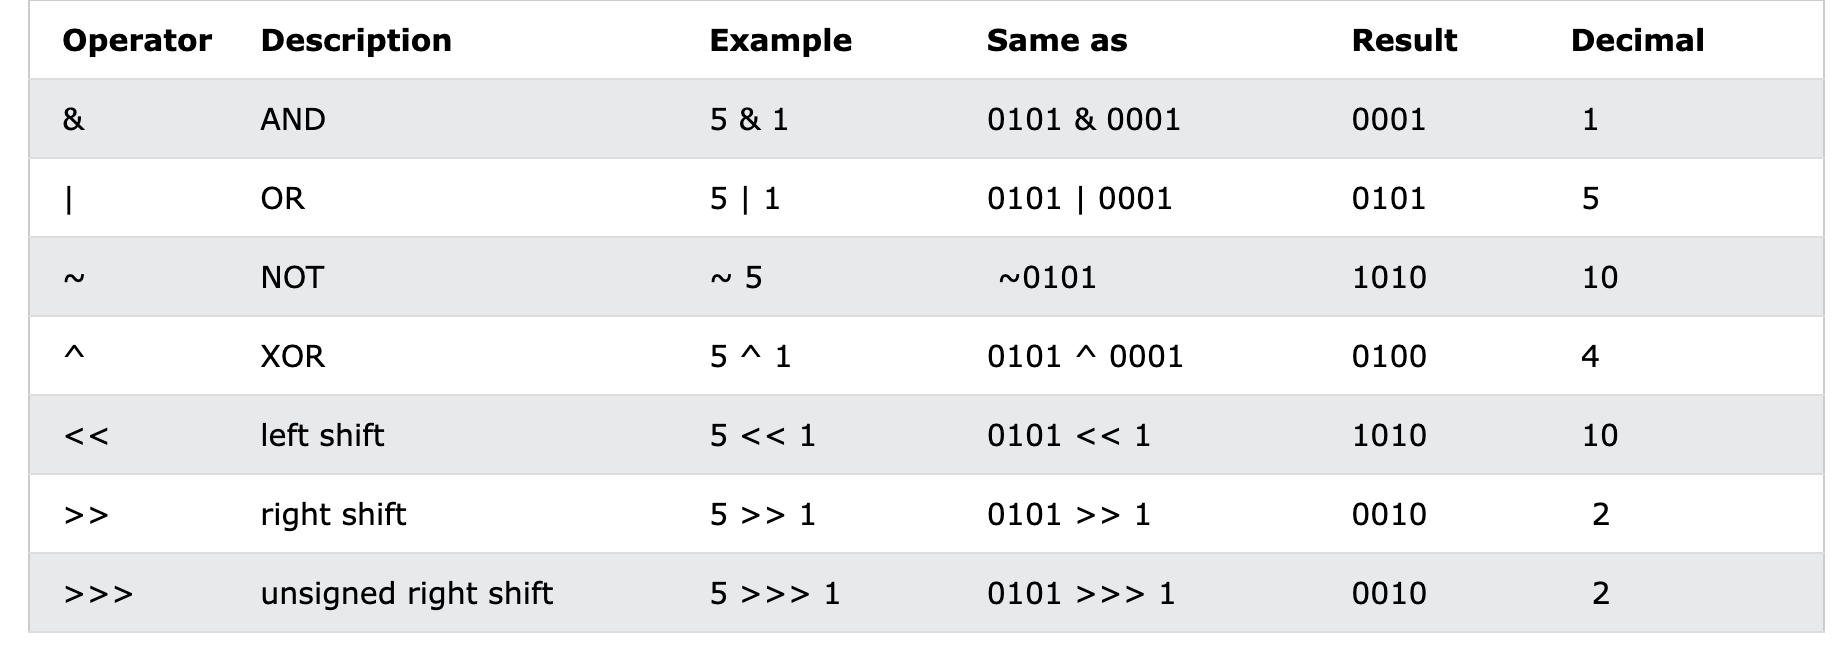 Operator Description Example Same as Result Decimal
& AND 5 & 1 0101 & 0001 0001 1
| OR 5 | 1 0101 | 0001 0101 5
~ NOT ~ 5 ~0101 1010 10
^ XOR 5 ^ 1 0101 ^ 0001 0100 4
<< left shift 5 << 1 0101 << 1 1010 10
>> right shift 5 >> 1 0101 >> 1 0010 2
>>> unsigned right shift 5 >>> 1 0101 >>> 1 0010 2